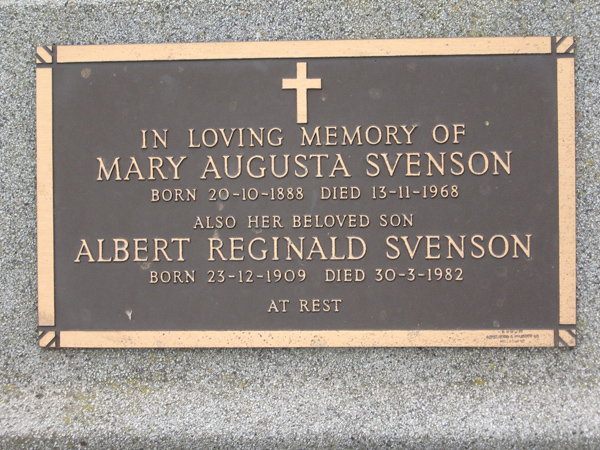 IN LOVING MEMORY OF
MARY AUGUSTA SVENSON
BORN 20-10-1888 DIED 13-11-1968
ALSO HER BELOVED SON
ALBERT REGINALD SVENSON
BORN 23-12-1909 DIED 30-3-1982
AT REST